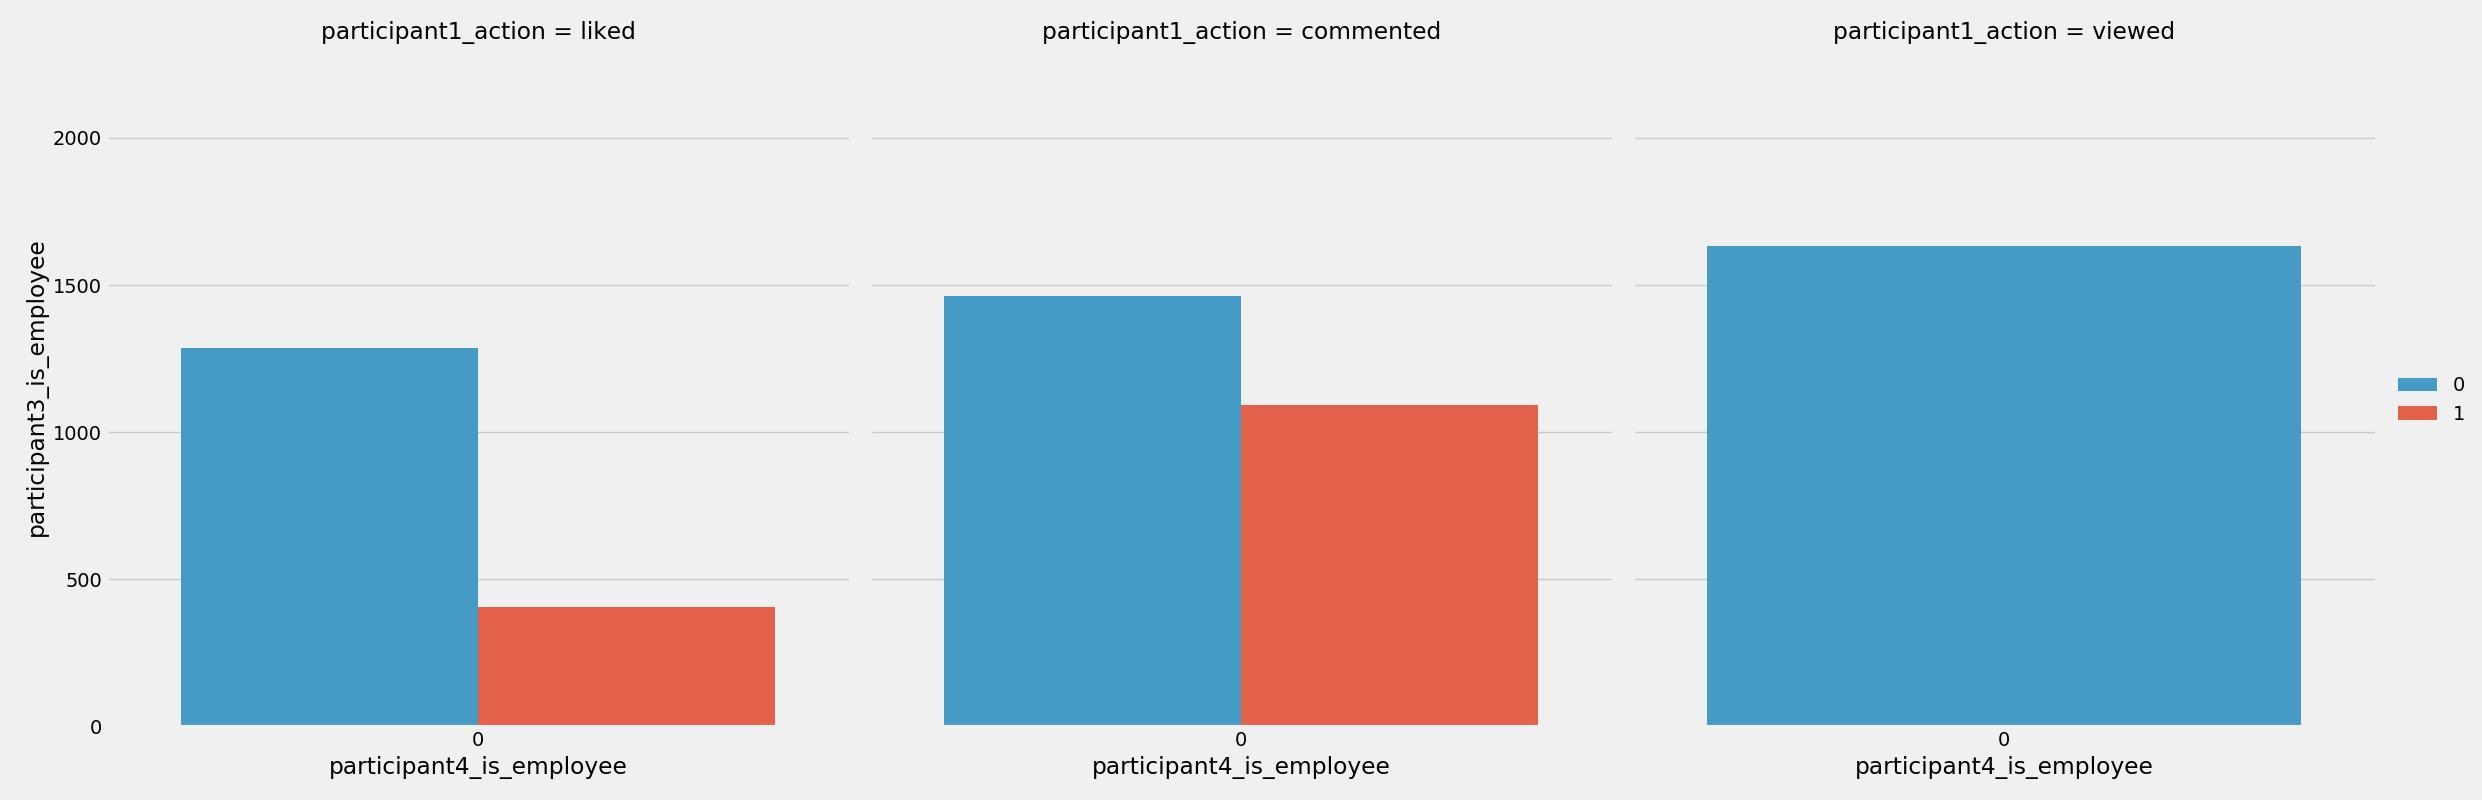 participant1_action = liked
participant1_action = commented
participant1_action = viewed
participant3_is_employee
2000
1500
1000
500
0
0
participant4_is_employee
0
participant4_is_employee
0
participant4_is_employee
0
1